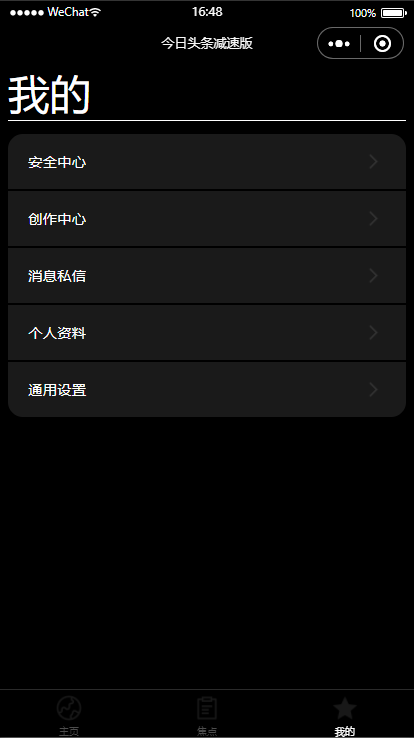 WeChat 16:48 100%
今日头条减速版
我的
安全中心
创作中心
消息私信
个人资料
通用设置
主页 焦点 我的